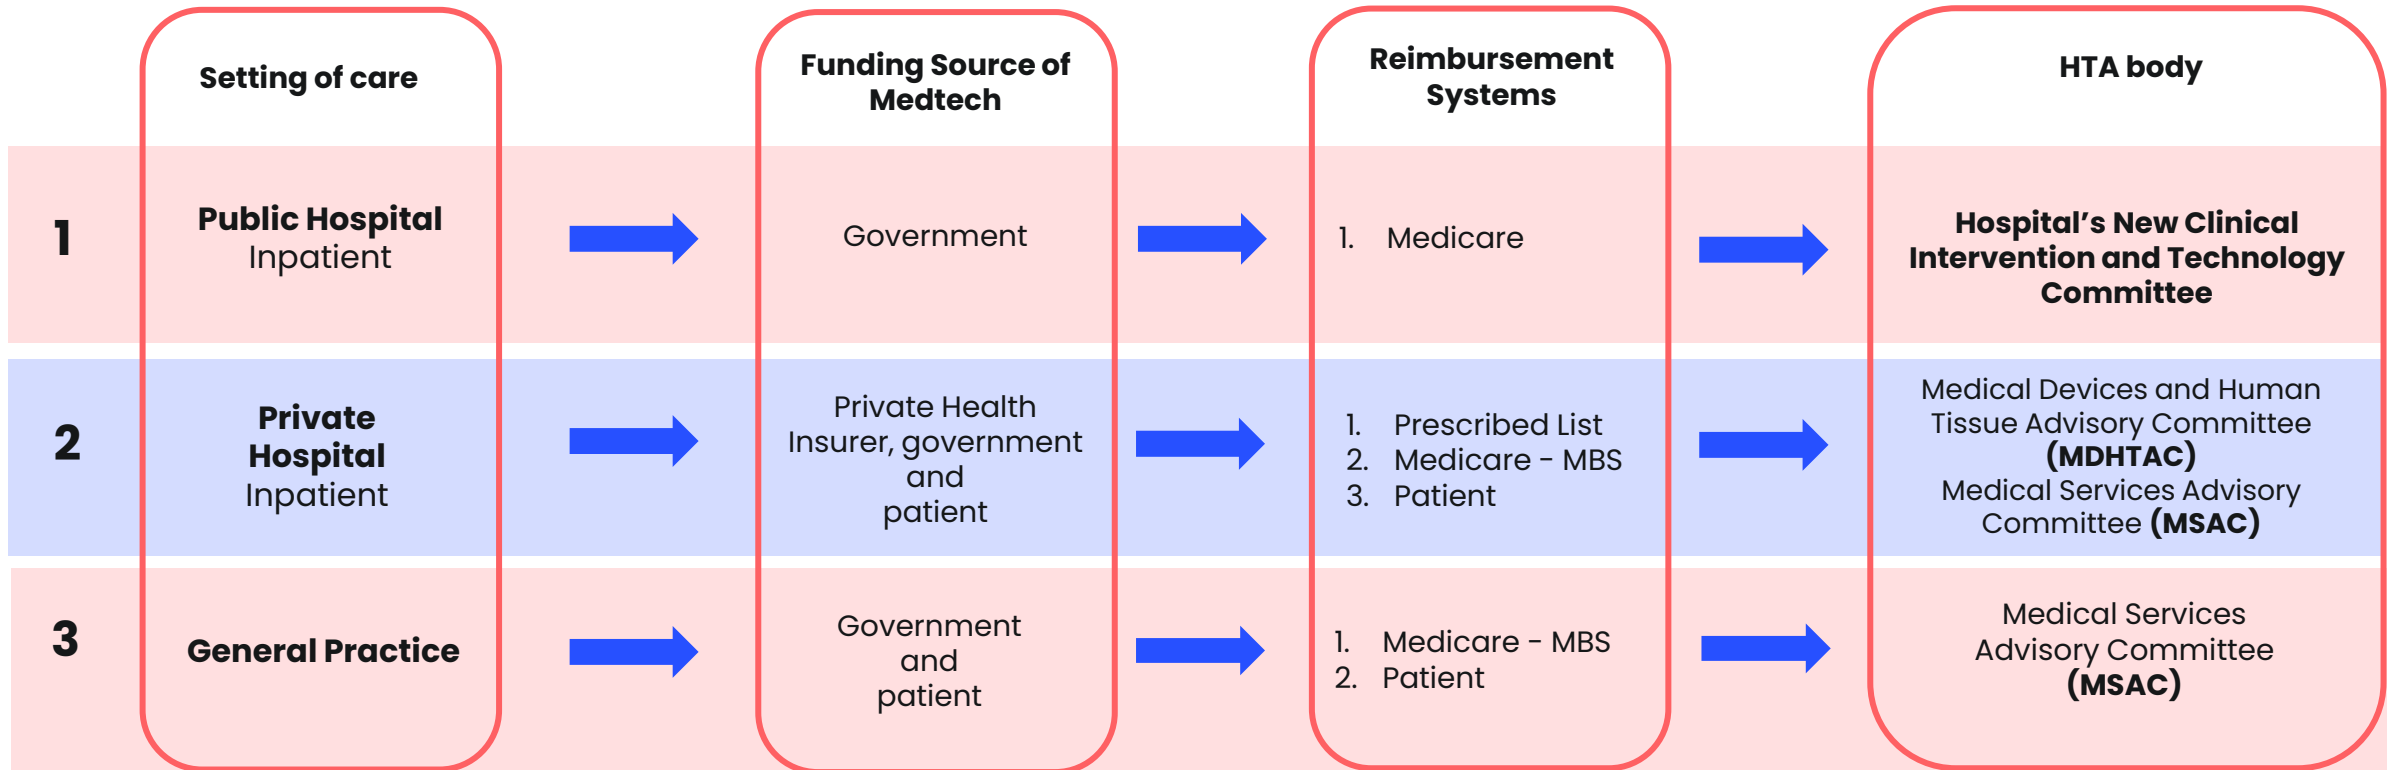 Setting of care
Funding Source of
Medtech
Reimbursement
Systems
HTA body
1
Public Hospital
Inpatient
Government
1. Medicare
Hospital’s New Clinical
Intervention and Technology
Committee
2
Private
Hospital
Inpatient
Private Health
Insurer, government
and
patient
1. Prescribed List
2. Medicare - MBS
3. Patient
Medical Devices and Human
Tissue Advisory Committee
(MDHTAC)
Medical Services Advisory
Committee (MSAC)
3
General Practice
Government
and
patient
1. Medicare - MBS
2. Patient
Medical Services
Advisory Committee
(MSAC)